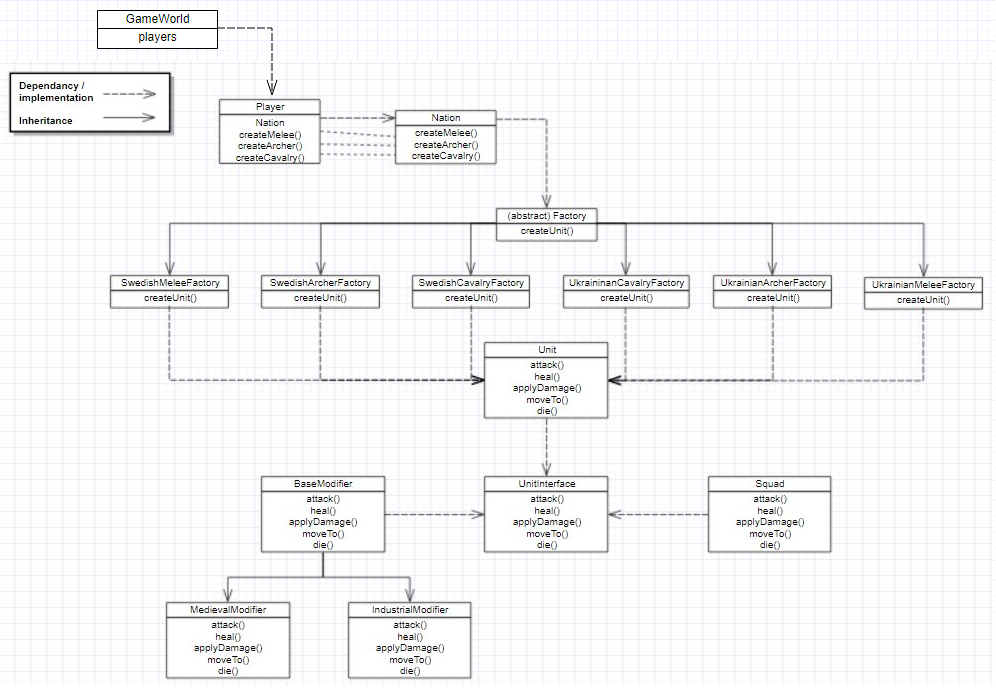 GameWorld
players
Dependancy /
implementation
Inheritance
Player
Nation
createMelee()
createArcher()
createCavalry()
Nation
createMelee()
createArcher()
createCavalry()
(abstract) Factory
createUnit()
SwedishMeleeFactory
createUnit()
SwedishArcherFactory
createUnit()
SwedishCavalryFactory
createUnit()
UkraininanCavalryFactory
createUnit()
UkrainianArcherFactory
createUnit()
UkrainianMeleeFactory
createUnit()
Unit
attack()
heal()
applyDamage()
moveTo()
die()
BaseModifier
attack()
heal()
applyDamage()
moveTo()
die()
UnitInterface
attack()
heal()
applyDamage()
moveTo()
die()
Squad
attack()
heal()
applyDamage()
moveTo()
die()
MedievalModifier
attack()
heal()
applyDamage()
moveTo()
die()
IndustrialModifier
attack()
heal()
applyDamage()
moveTo()
die()